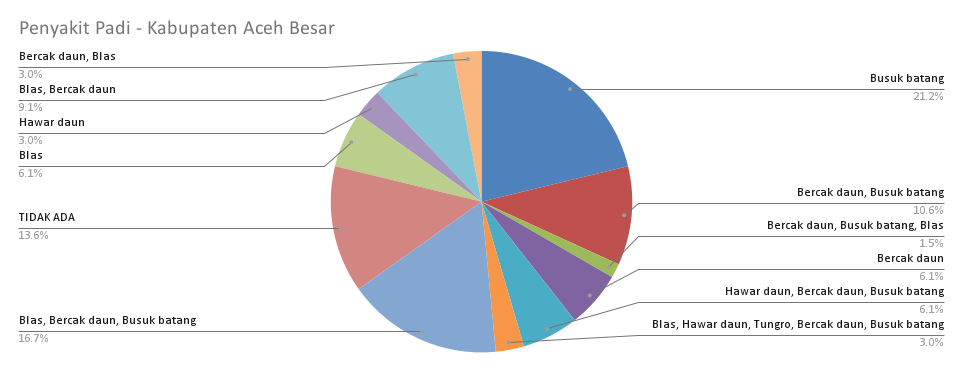 Penyakit Padi - Kabupaten Aceh Besar
Bercak daun, Blas
3.0%
Blas, Bercak daun
9.1%
Hawar daun
3.0%
Blas
6.1%
TIDAK ADA
13.6%
Blas, Bercak daun, Busuk batang
16.7%
Busuk batang
21.2%
Bercak daun, Busuk batang
10.6%
Bercak daun, Busuk batang, Blas
1.5%
Bercak daun
6.1%
Hawar daun, Bercak daun, Busuk batang
6.1%
Blas, Hawar daun, Tungro, Bercak daun, Busuk batang
3.0%